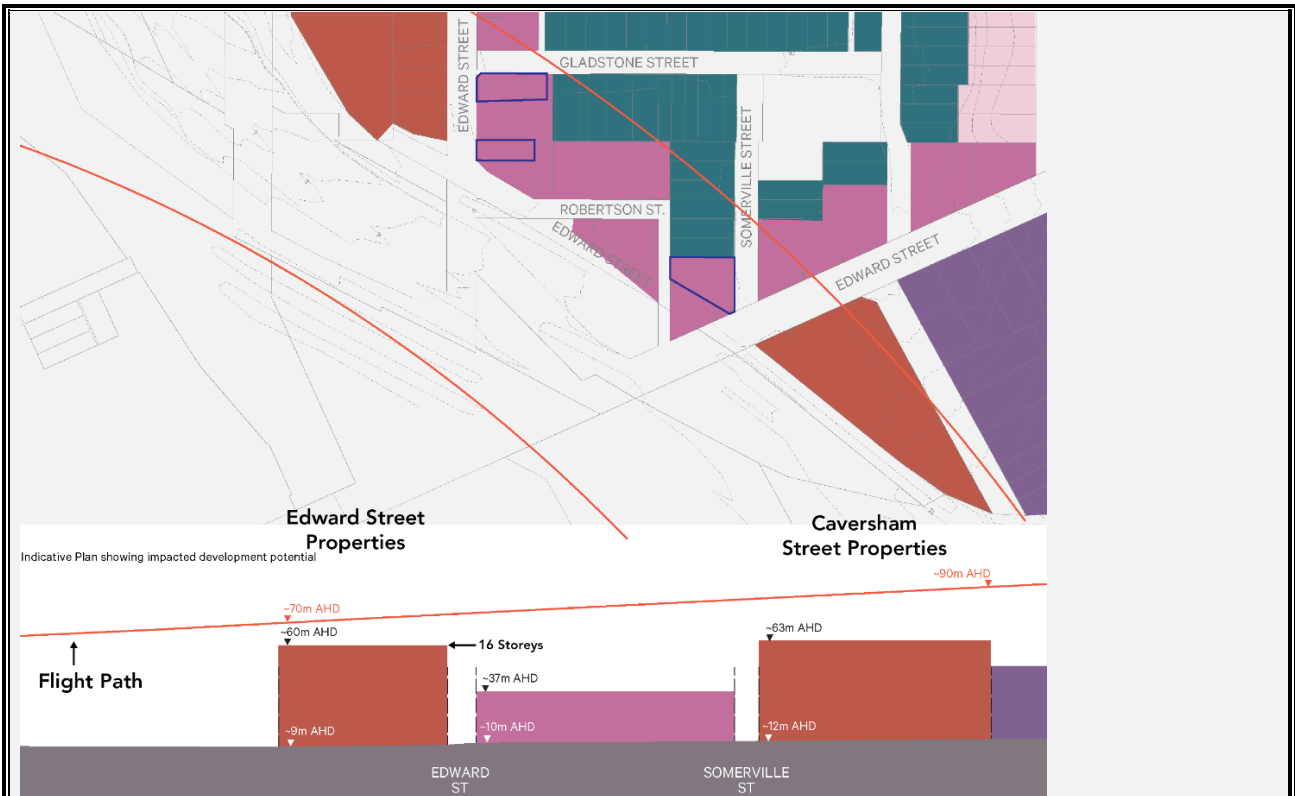 EDWARD STREET
GLADSTONE STREET
SOMERVILLE STREET
ROBERTSON ST.
EDWARD STREET
EDWARD STREET
Edward Street
Properties
Caversham
Street Properties
Indicative Plan showing impacted development potential
~90m AHD
~70m AHD
~60m AHD
16 Storeys
~63m AHD
Flight Path
~37m AHD
~9m AHD
~10m AHD
~12m AHD
EDWARD
ST
SOMERVILLE
ST